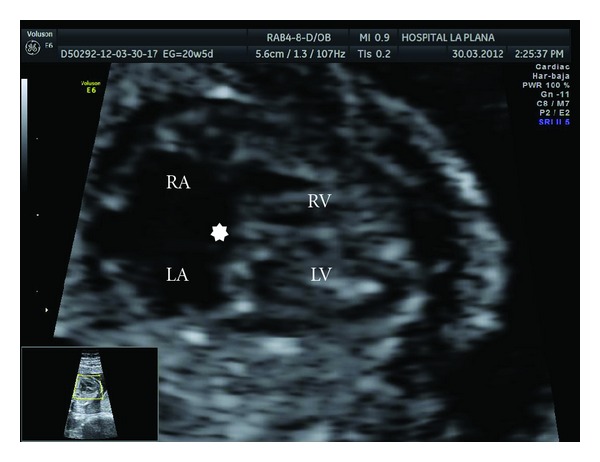 Voluson
E6
RAB4-8-D/OB MI 0.9 HOSPITAL LA PLANA
D50292-12-03-30-17 EG=20w5d 5.6cm / 1.3 / 107Hz TIs 0.2 30.03.2012 2:25:37 PM
Voluson
E6
Cardiac
Har-baja
PWR 100 %
Gn -11
C8 / M7
P2 / E2
SRI II 5
RA
RV
LA
LV